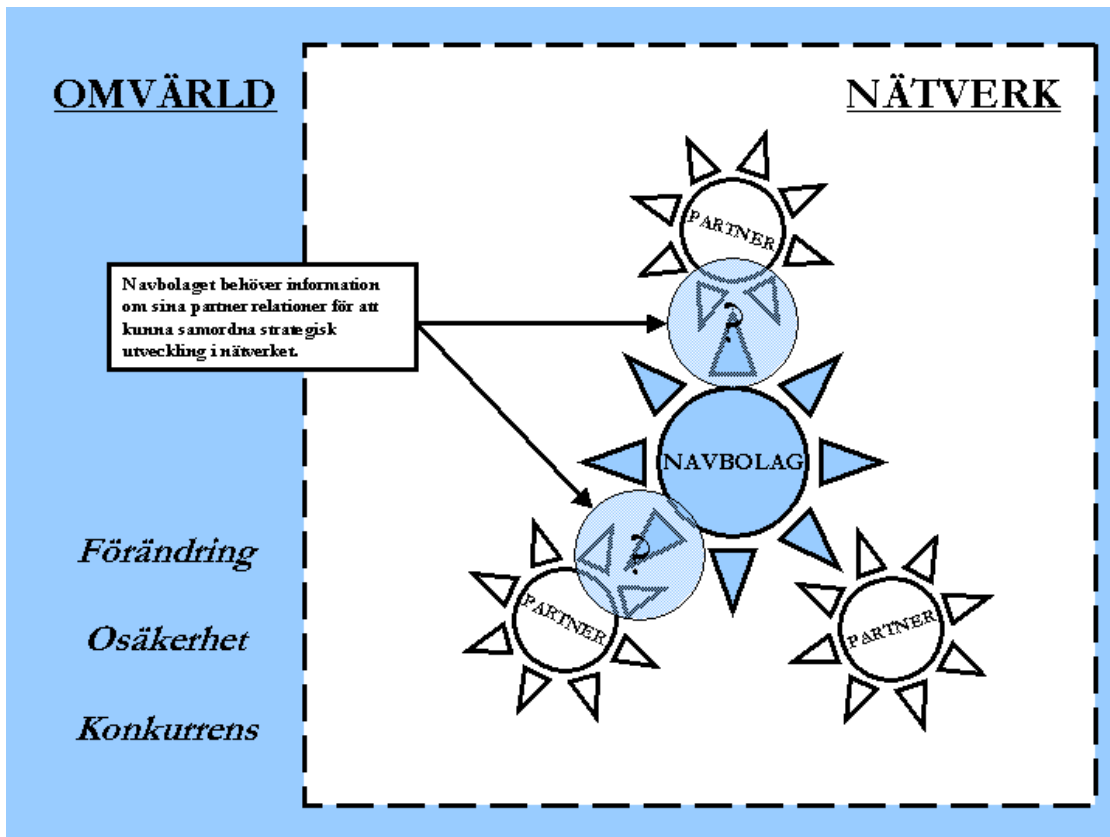 OMVÄRLD
NÄTVERK
PARTNER
Navbolaget behöver information
om sina partner relationer för att
kunna samordna strategisk
utveckling i nätverket.
?
NAVBOLAG
Förändring
?
PARTNER
PARTNER
Osäkerhet
Konkurrens